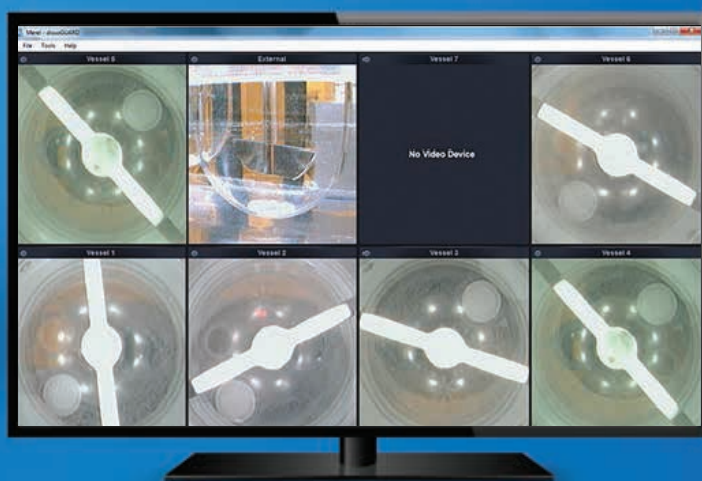 File Tools Help
Vessel 5
External
Vessel 7
Vessel 6
No Video Device
Vessel 1
Vessel 2
Vessel 3
Vessel 4